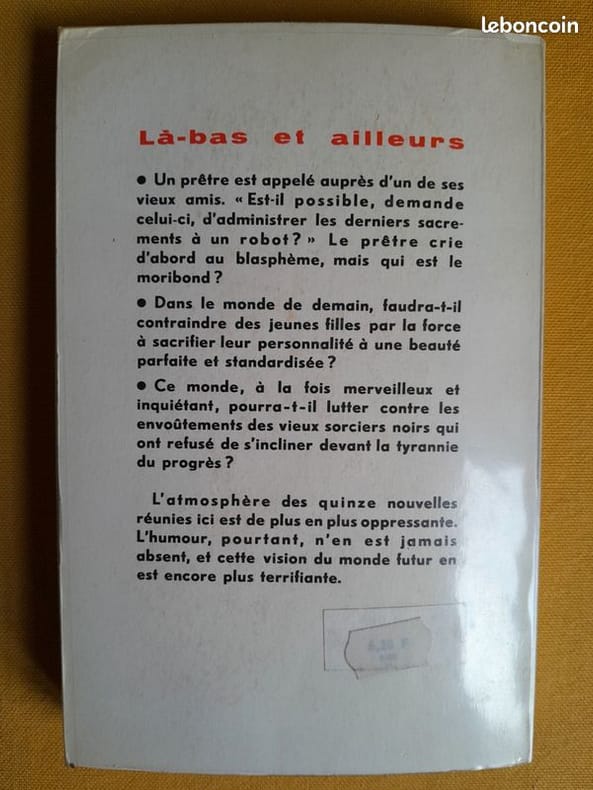 leboncoin
Là-bas et ailleurs
● Un prêtre est appelé auprès d'un de ses
vieux amis. « Est-il possible, demande
celui-ci, d'administrer les derniers sacre-
ments à un robot ? » Le prêtre crie
d'abord au blasphème, mais qui est le
moribond ?
● Dans le monde de demain, faudra-t-il
contraindre des jeunes filles par la force
à sacrifier leur personnalité à une beauté
parfaite et standardisée ?
● Ce monde, à la fois merveilleux et
inquiétant, pourra-t-il lutter contre les
envoûtements des vieux sorciers noirs qui
ont refusé de s'incliner devant la tyrannie
du progrès ?
L'atmosphère des quinze nouvelles
réunies ici est de plus en plus oppressante.
L'humour, pourtant, n'en est jamais
absent, et cette vision du monde futur en
est encore plus terrifiante.